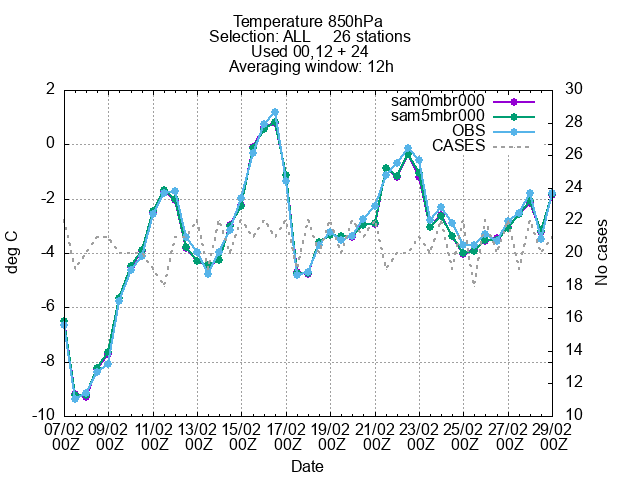 Temperature 850hPa
Selection: ALL 26 stations
Used 00,12 + 24
Averaging window: 12h
sam0mbr000
sam5mbr000
OBS
CASES
2
0
-2
-4
-6
-8
-10
deg C
30
28
26
24
22
20
18
16
14
12
10
No cases
07/02 09/02 11/02 13/02 15/02 17/02 19/02 21/02 23/02 25/02 27/02 29/02
00Z 00Z 00Z 00Z 00Z 00Z 00Z 00Z 00Z 00Z 00Z 00Z
Date